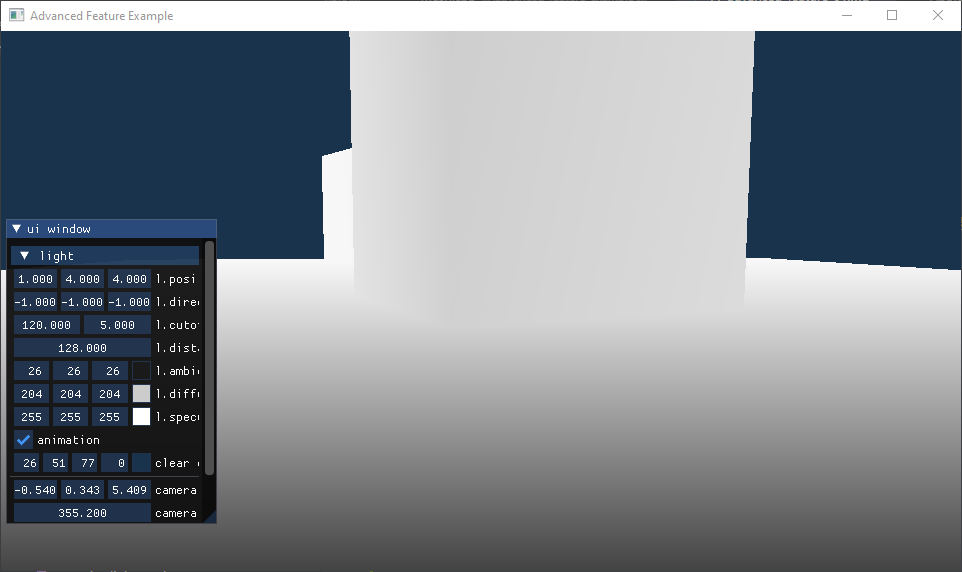 Advanced Feature Example
ui window
light
1.000 4.000 4.000 l.posi
-1.000 -1.000 -1.000 l.direc
120.000 5.000 l.cuto
128.000 l.dista
26 26 26 l.ambi
204 204 204 l.diff
255 255 255 l.spec
animation
26 51 77 0 clear
-0.540 0.343 5.409 camera
355.200 camera